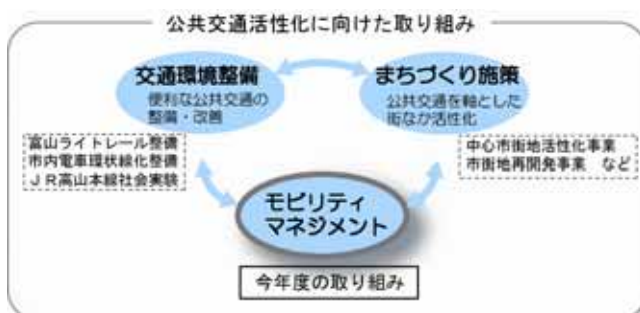 公共交通活性化に向けた取り組み
交通環境整備
便利な公共交通の
整備・改善
まちづくり施策
公共交通を軸とした
街なか活性化
富山ライトレール整備
市内電車環状線化整備
ＪＲ高山本線社会実験
中心市街地活性化事業
市街地再開発事業　など
モビリティ
マネジメント
今年度の取り組み